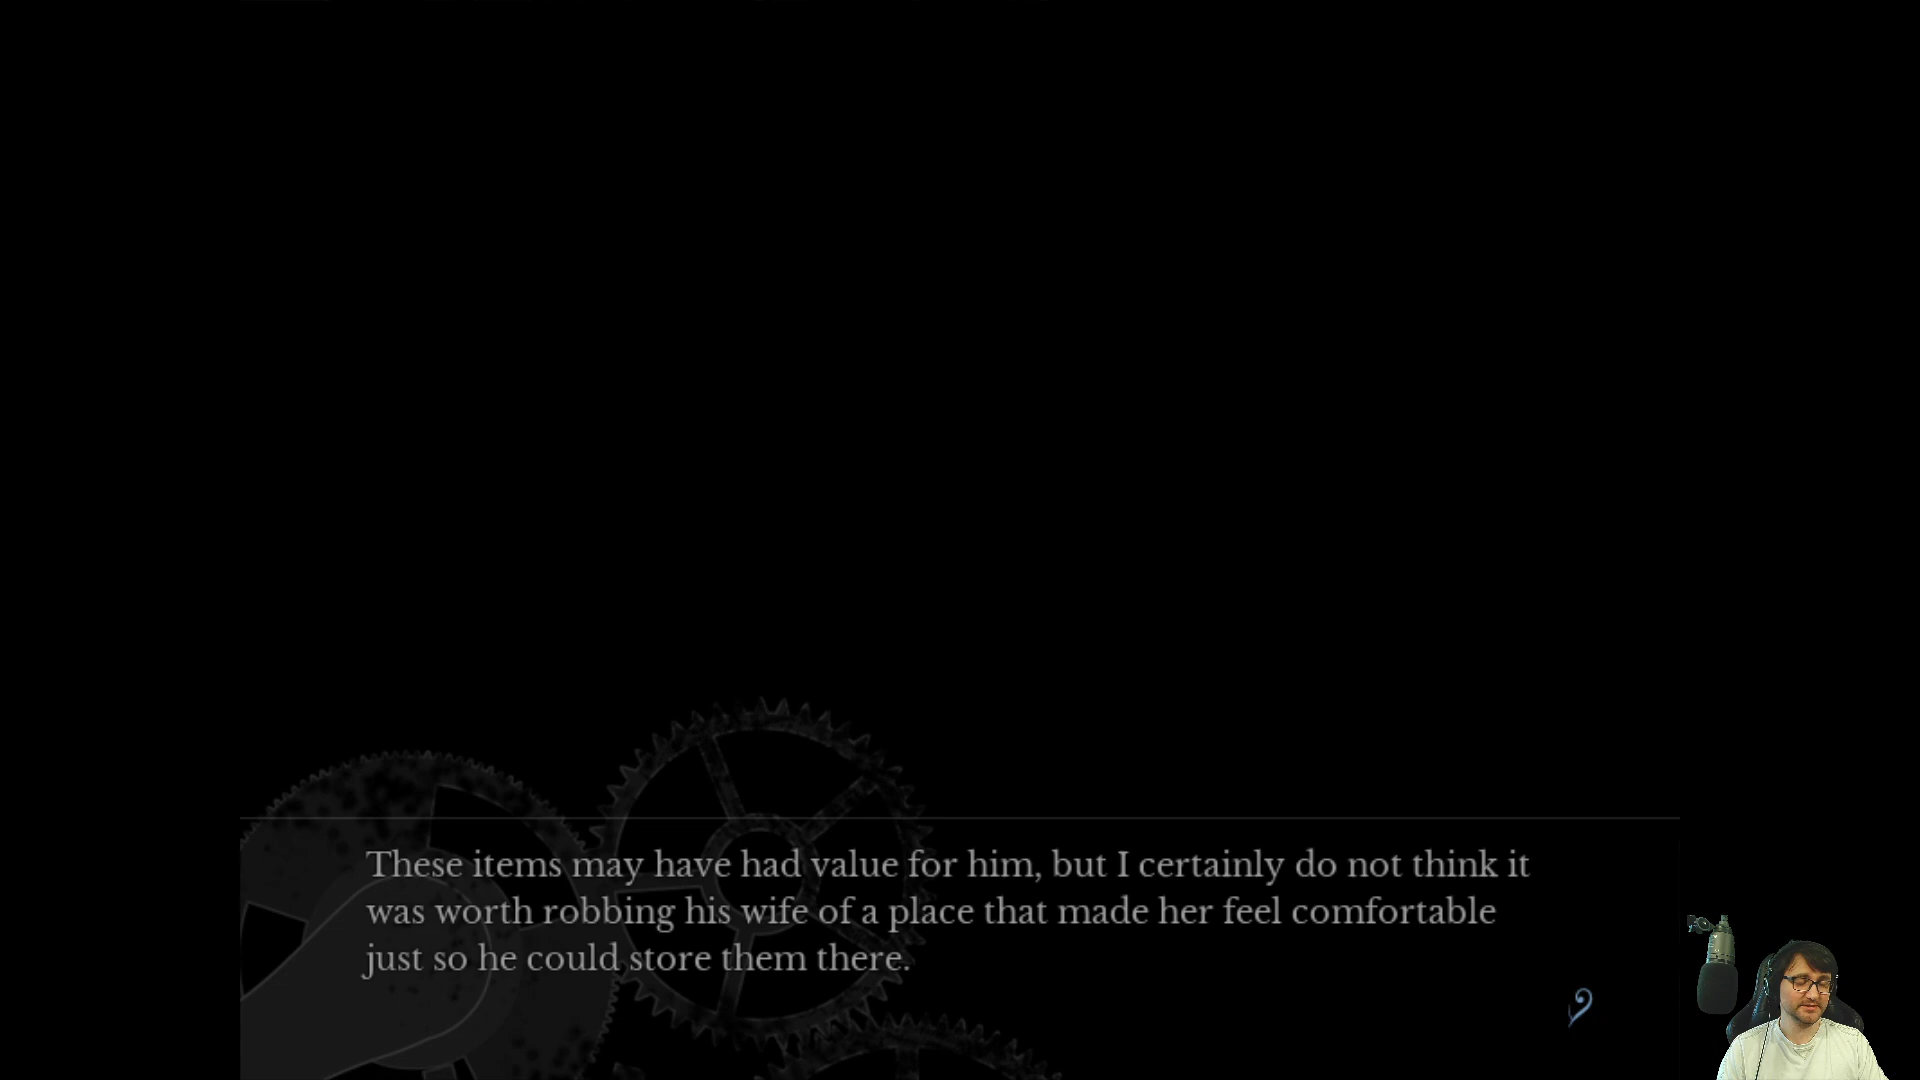 These items may have had value for him, but I certainly do not think it
was worth robbing his wife of a place that made her feel comfortable
just so he could store them there.